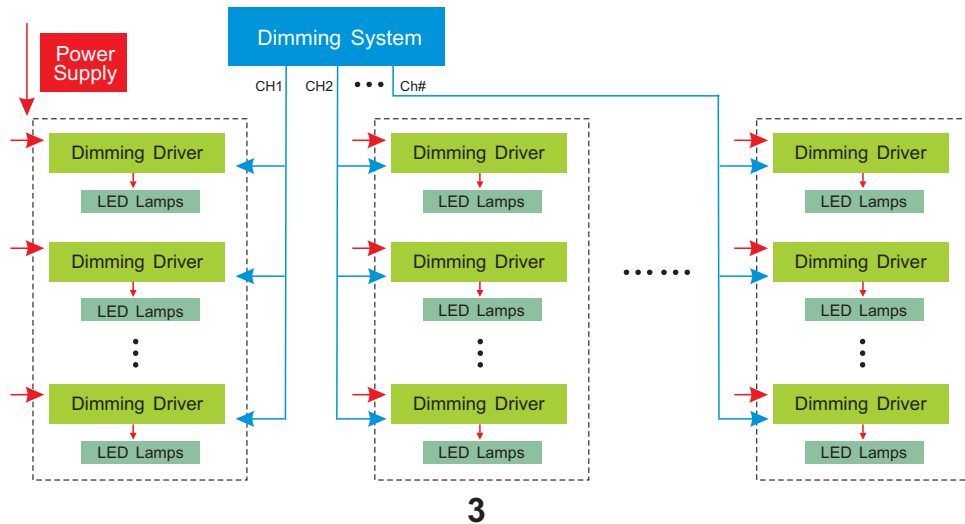 Dimming System
Power
Supply
CH1 CH2 ••• Ch#
Dimming Driver Dimming Driver Dimming Driver
LED Lamps LED Lamps LED Lamps
Dimming Driver Dimming Driver •••••• Dimming Driver
LED Lamps LED Lamps LED Lamps
Dimming Driver Dimming Driver Dimming Driver
LED Lamps LED Lamps LED Lamps
3